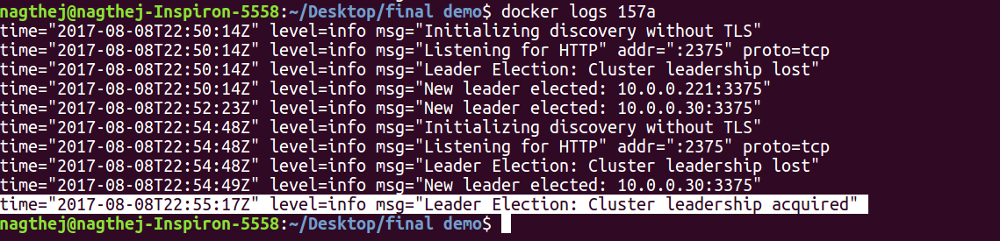 nagthej@nagthej-Inspiron-5558:~/Desktop/final demo$ docker logs 157a
time="2017-08-08T22:50:14Z" level=info msg="Initializing discovery without TLS"
time="2017-08-08T22:50:14Z" level=info msg="Listening for HTTP" addr=":2375" proto=tcp
time="2017-08-08T22:50:14Z" level=info msg="Leader Election: Cluster leadership lost"
time="2017-08-08T22:50:14Z" level=info msg="New leader elected: 10.0.0.221:3375"
time="2017-08-08T22:52:23Z" level=info msg="New leader elected: 10.0.0.30:3375"
time="2017-08-08T22:54:48Z" level=info msg="Initializing discovery without TLS"
time="2017-08-08T22:54:48Z" level=info msg="Listening for HTTP" addr=":2375" proto=tcp
time="2017-08-08T22:54:48Z" level=info msg="Leader Election: Cluster leadership lost"
time="2017-08-08T22:54:49Z" level=info msg="New leader elected: 10.0.0.30:3375"
time="2017-08-08T22:55:17Z" level=info msg="Leader Election: Cluster leadership acquired"
nagthej@nagthej-Inspiron-5558:~/Desktop/final demo$